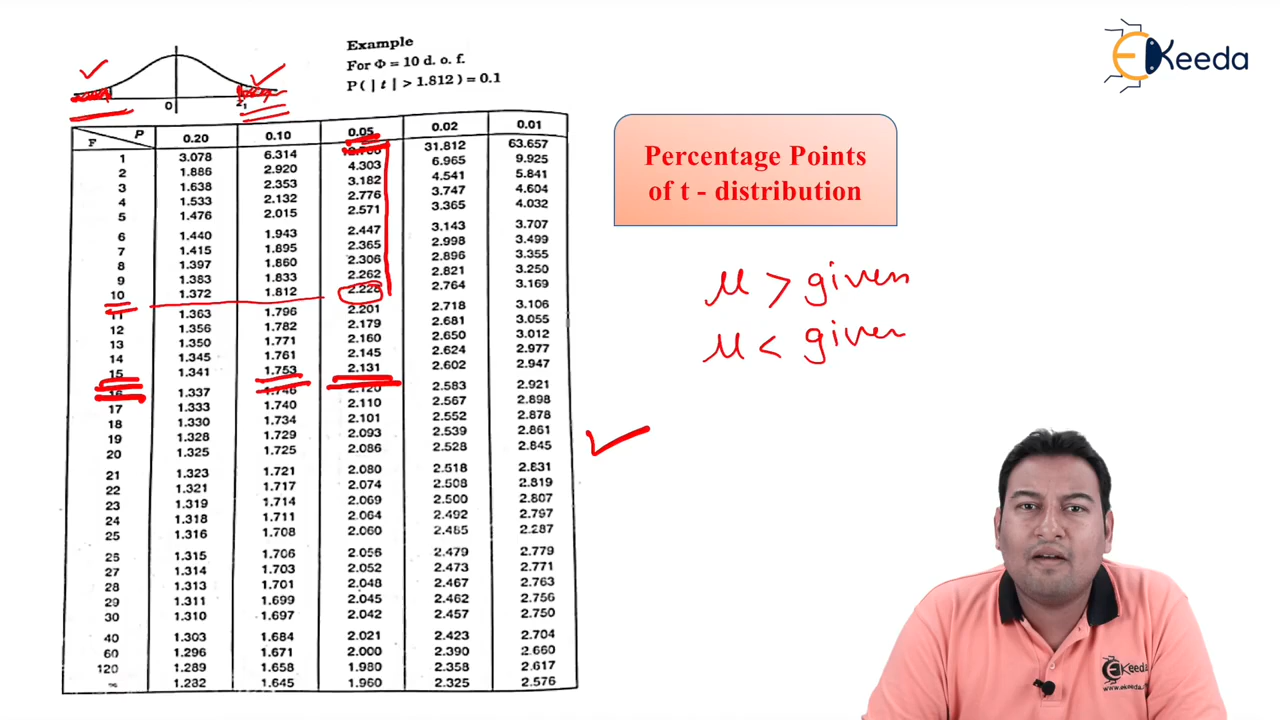 Example
For Φ = 10 d. o. f.
P ( | t | > 1.812 ) = 0.1
EKeeda
0 z₁
Percentage Points
of t - distribution
μ > given
μ < given
F P 0.20 0.10 0.05 0.02 0.01
1 3.078 6.314 31.812 63.657
2 1.886 2.920 4.303 6.965 9.925
3 1.638 2.353 3.182 4.541 5.841
4 1.533 2.132 2.776 3.747 4.604
5 1.476 2.015 2.571 3.365 4.032
6 1.440 1.943 2.447 3.143 3.707
7 1.415 1.895 2.365 2.998 3.499
8 1.397 1.860 2.306 2.896 3.355
9 1.383 1.833 2.262 2.821 3.250
10 1.372 1.812 2.228 2.764 3.169
11 1.363 1.796 2.201 2.718 3.106
12 1.356 1.782 2.179 2.681 3.055
13 1.350 1.771 2.160 2.650 3.012
14 1.345 1.761 2.145 2.624 2.977
15 1.341 1.753 2.131 2.602 2.947
16 1.337 1.746 2.120 2.583 2.921
17 1.333 1.740 2.110 2.567 2.898
18 1.330 1.734 2.101 2.552 2.878
19 1.328 1.729 2.093 2.539 2.861
20 1.325 1.725 2.086 2.528 2.845
21 1.323 1.721 2.080 2.518 2.831
22 1.321 1.717 2.074 2.508 2.819
23 1.319 1.714 2.069 2.500 2.807
24 1.318 1.711 2.064 2.492 2.797
25 1.316 1.708 2.060 2.485 2.287
26 1.315 1.706 2.056 2.479 2.779
27 1.314 1.703 2.052 2.473 2.771
28 1.313 1.701 2.048 2.467 2.763
29 1.311 1.699 2.045 2.462 2.756
30 1.310 1.697 2.042 2.457 2.750
40 1.303 1.684 2.021 2.423 2.704
60 1.296 1.671 2.000 2.390 2.660
120 1.289 1.658 1.980 2.358 2.617
∞ 1.282 1.645 1.960 2.325 2.576
EKeeda